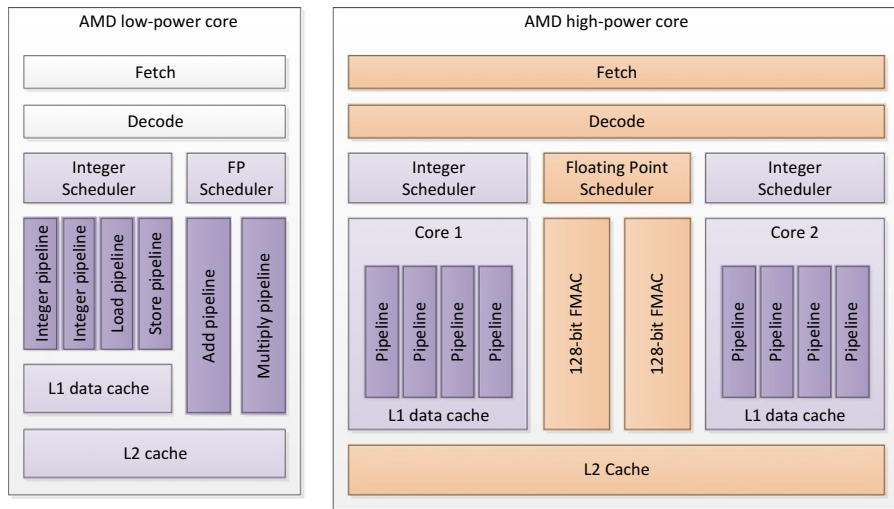 AMD low-power core
Fetch
Decode
Integer
Scheduler
FP
Scheduler
Integer pipeline
Integer pipeline
Load pipeline
Store pipeline
Add pipeline
Multiply pipeline
L1 data cache
L2 cache
AMD high-power core
Fetch
Decode
Integer
Scheduler
Floating Point
Scheduler
Integer
Scheduler
Core 1
Pipeline
Pipeline
Pipeline
Pipeline
L1 data cache
128-bit FMAC
128-bit FMAC
Core 2
Pipeline
Pipeline
Pipeline
Pipeline
L1 data cache
L2 Cache